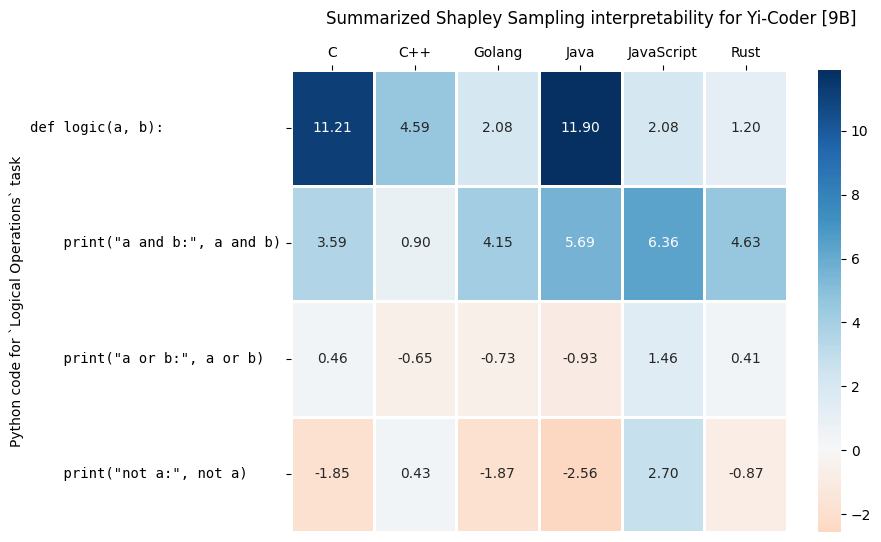 Summarized Shapley Sampling interpretability for Yi-Coder [9B]
C C++ Golang Java JavaScript Rust
def logic(a, b): 11.21 4.59 2.08 11.90 2.08 1.20
print("a and b:", a and b) 3.59 0.90 4.15 5.69 6.36 4.63
print("a or b:", a or b) 0.46 -0.65 -0.73 -0.93 1.46 0.41
print("not a:", not a) -1.85 0.43 -1.87 -2.56 2.70 -0.87
Python code for `Logical Operations` task
10
8
6
4
2
0
−2